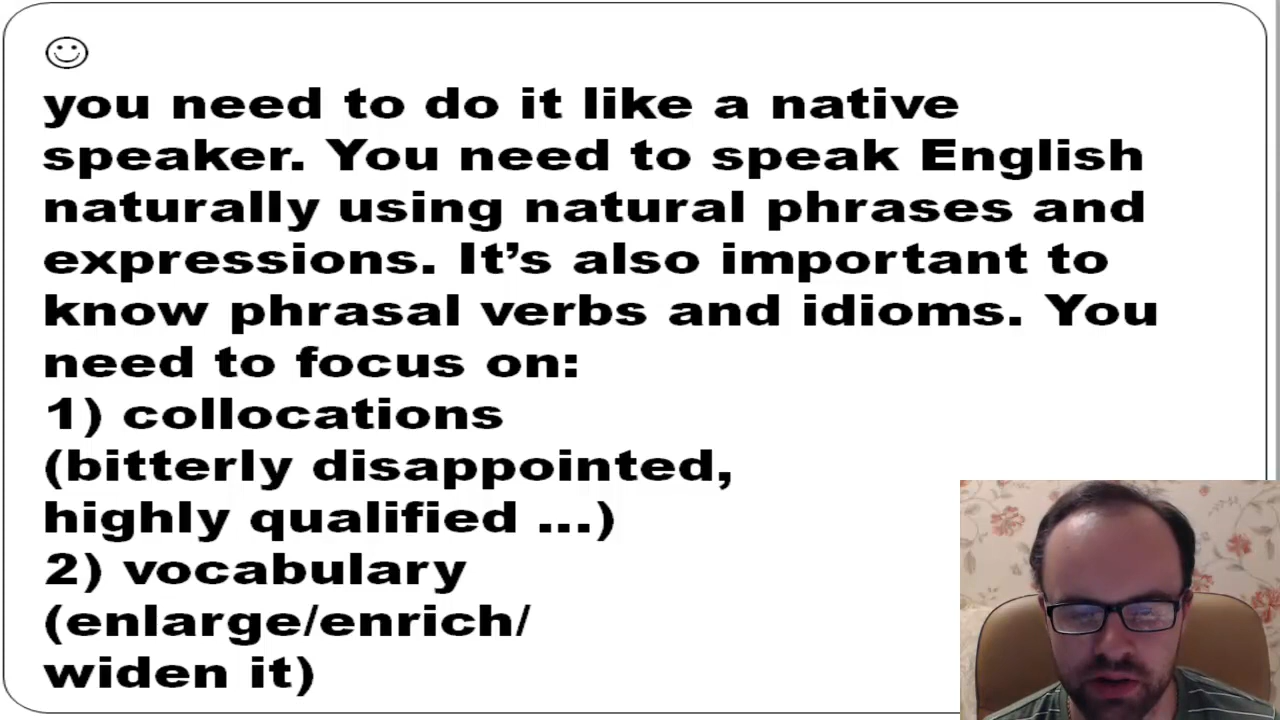 you need to do it like a native
speaker. You need to speak English
naturally using natural phrases and
expressions. It’s also important to
know phrasal verbs and idioms. You
need to focus on:
1) collocations
(bitterly disappointed,
highly qualified ...)
2) vocabulary
(enlarge/enrich/
widen it)